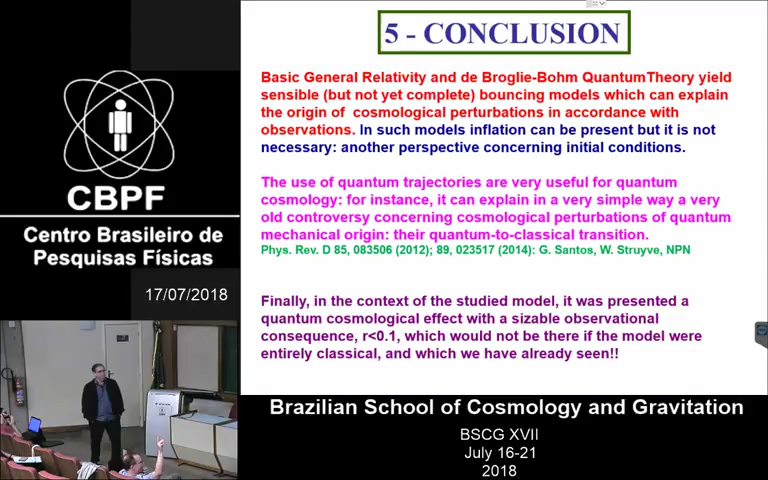 5 - CONCLUSION
Basic General Relativity and de Broglie-Bohm QuantumTheory yield
sensible (but not yet complete) bouncing models which can explain
the origin of cosmological perturbations in accordance with
observations. In such models inflation can be present but it is not
necessary: another perspective concerning initial conditions.
The use of quantum trajectories are very useful for quantum
cosmology: for instance, it can explain in a very simple way a very
old controversy concerning cosmological perturbations of quantum
mechanical origin: their quantum-to-classical transition.
Phys. Rev. D 85, 083506 (2012); 89, 023517 (2014): G. Santos, W. Struyve, NPN
Finally, in the context of the studied model, it was presented a
quantum cosmological effect with a sizable observational
consequence, r<0.1, which would not be there if the model were
entirely classical, and which we have already seen!!
CBPF
Centro Brasileiro de
Pesquisas Físicas
17/07/2018
Brazilian School of Cosmology and Gravitation
BSCG XVII
July 16-21
2018